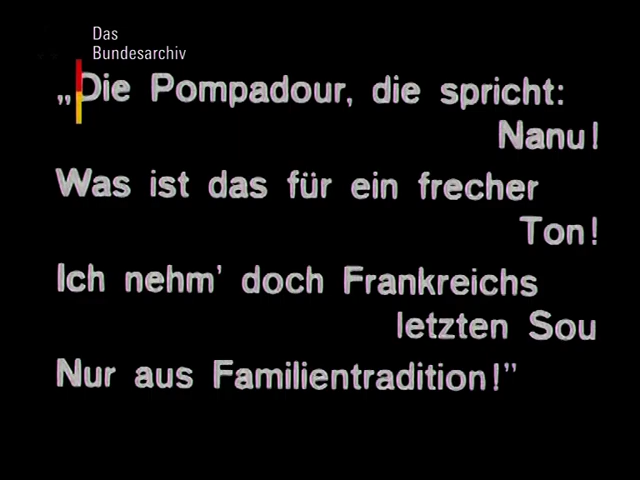 Das
Bundesarchiv
„Die Pompadour, die spricht:
Nanu!
Was ist das für ein frecher
Ton!
Ich nehm' doch Frankreichs
letzten Sou
Nur aus Familientradition!”